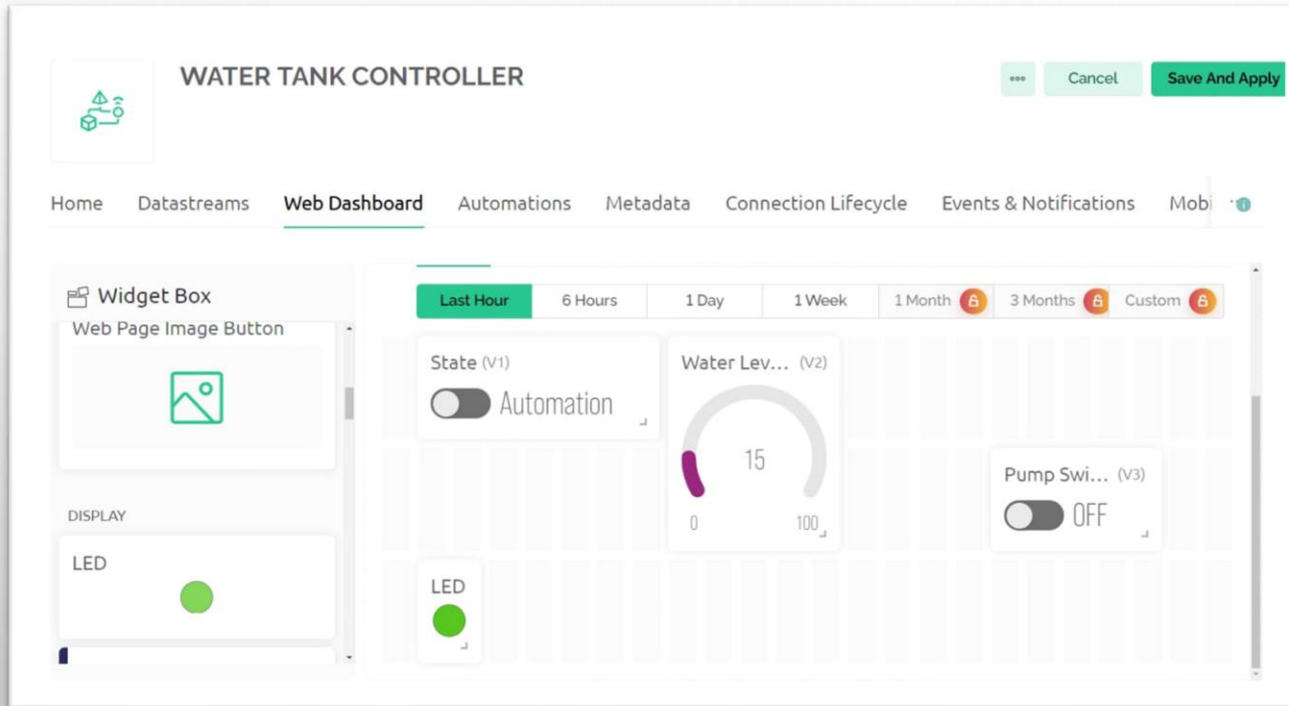 WATER TANK CONTROLLER
Cancel
Save And Apply
Home Datastreams Web Dashboard Automations Metadata Connection Lifecycle Events & Notifications Mobi
Widget Box
Web Page Image Button
DISPLAY
LED
Last Hour 6 Hours 1 Day 1 Week 1 Month 3 Months Custom
State (V1)
Automation
Water Lev... (V2)
15
0 100
Pump Swi... (V3)
OFF
LED